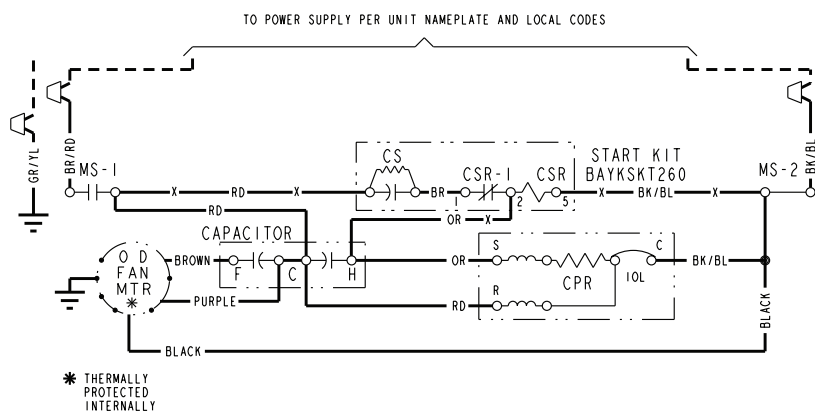 TO POWER SUPPLY PER UNIT NAMEPLATE AND LOCAL CODES
GR/YL
BR/RD
BK/BL
MS-1
CS
CSR-1
CSR
START KIT
BAYKSKT260
MS-2
X
RD
X
BR
1
2
5
X
BK/BL
X
RD
OR
X
CAPACITOR
O D
FAN
MTR
*
BROWN
F
C
H
OR
S
CPR
IOL
C
BK/BL
PURPLE
RD
R
BLACK
BLACK
* THERMALLY
PROTECTED
INTERNALLY